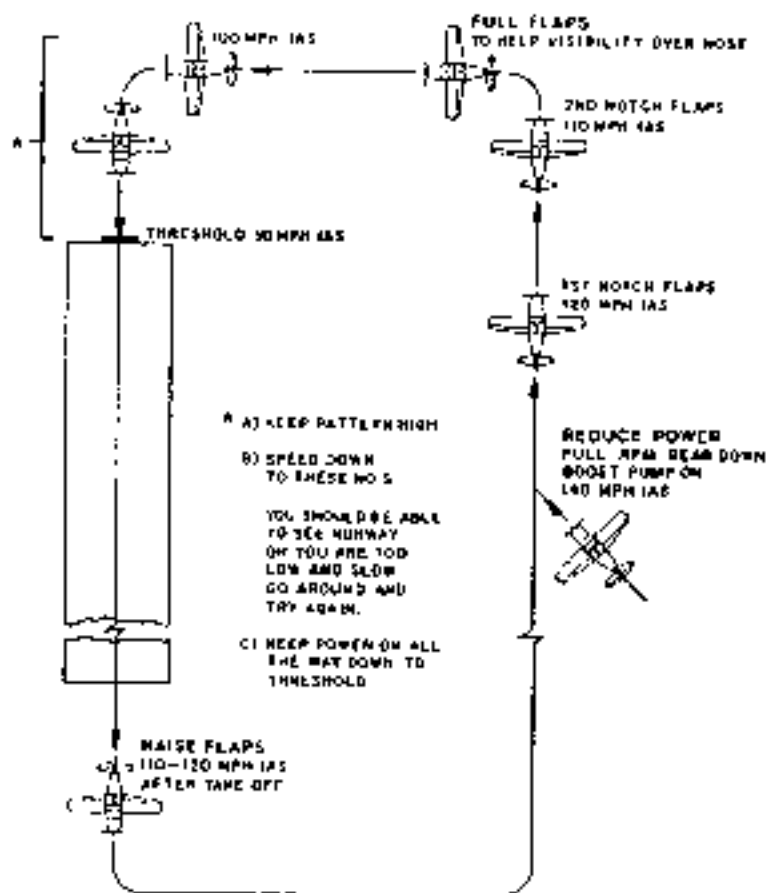 100 MPH IAS
FULL FLAPS
TO HELP VISIBILITY OVER NOSE
2ND NOTCH FLAPS
110 MPH IAS
A
THRESHOLD 90 MPH IAS
1ST NOTCH FLAPS
120 MPH IAS
REDUCE POWER
FULL RPM GEAR DOWN
BOOST PUMP ON
140 MPH IAS
A A) KEEP PATTERN HIGH
B) SPEED DOWN
TO THESE NO S
YOU SHOULD BE ABLE
TO SEE RUNWAY
OR YOU ARE TOO
LOW AND SLOW
GO AROUND AND
TRY AGAIN.
C) KEEP POWER ON ALL
THE WAY DOWN TO
THRESHOLD
RAISE FLAPS
110-120 MPH IAS
AFTER TAKE OFF